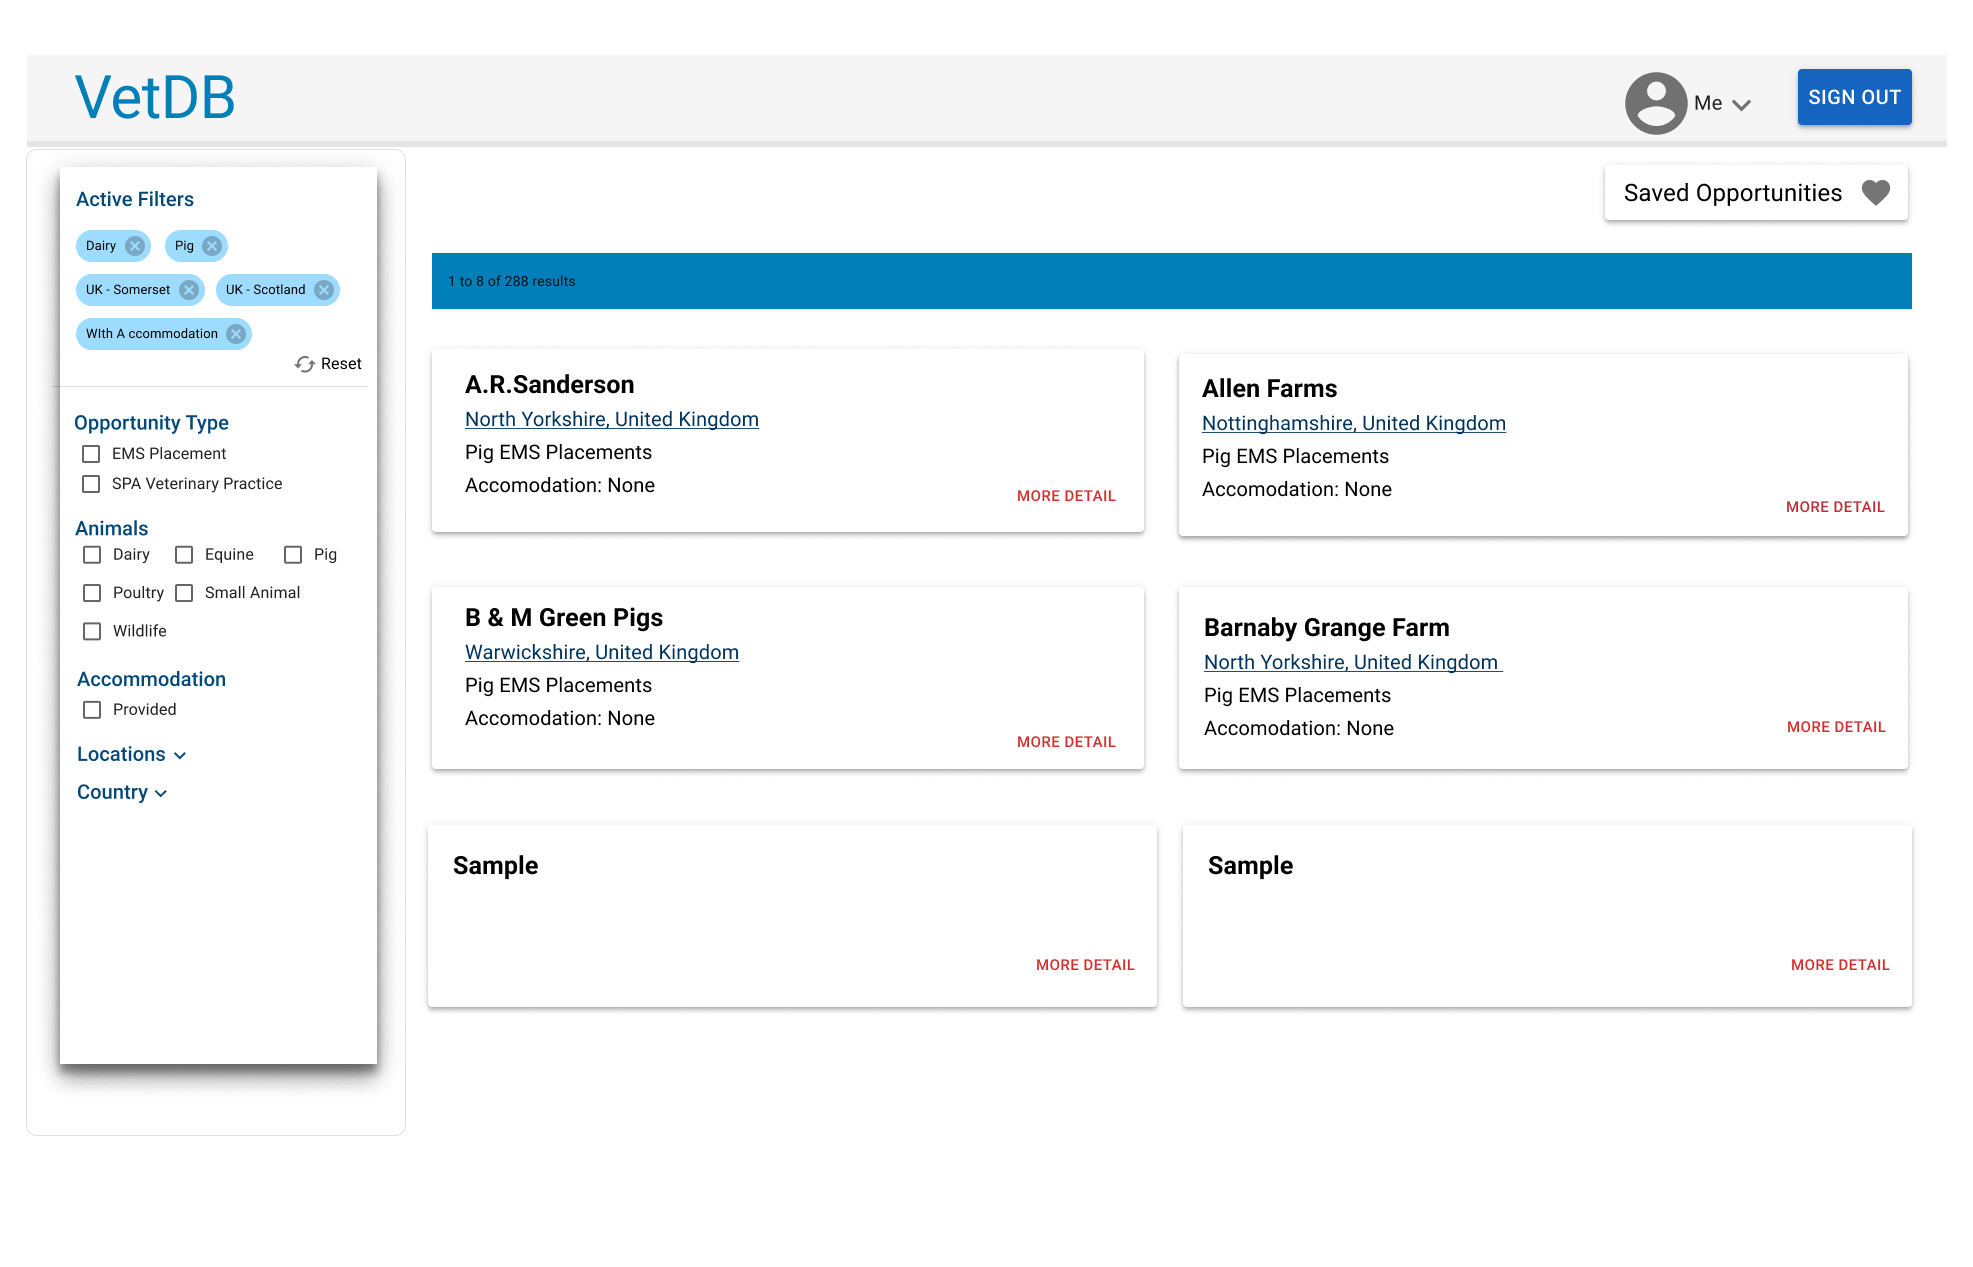 VetDB
Me
SIGN OUT
Saved Opportunities
Active Filters
Dairy
Pig
UK - Somerset
UK - Scotland
WIth A ccommodation
Reset
Opportunity Type
EMS Placement
SPA Veterinary Practice
Animals
Dairy
Equine
Pig
Poultry
Small Animal
Wildlife
Accommodation
Provided
Locations
Country
1 to 8 of 288 results
A.R.Sanderson
North Yorkshire, United Kingdom
Pig EMS Placements
Accomodation: None
MORE DETAIL
Allen Farms
Nottinghamshire, United Kingdom
Pig EMS Placements
Accomodation: None
MORE DETAIL
B & M Green Pigs
Warwickshire, United Kingdom
Pig EMS Placements
Accomodation: None
MORE DETAIL
Barnaby Grange Farm
North Yorkshire, United Kingdom
Pig EMS Placements
Accomodation: None
MORE DETAIL
Sample
MORE DETAIL
Sample
MORE DETAIL